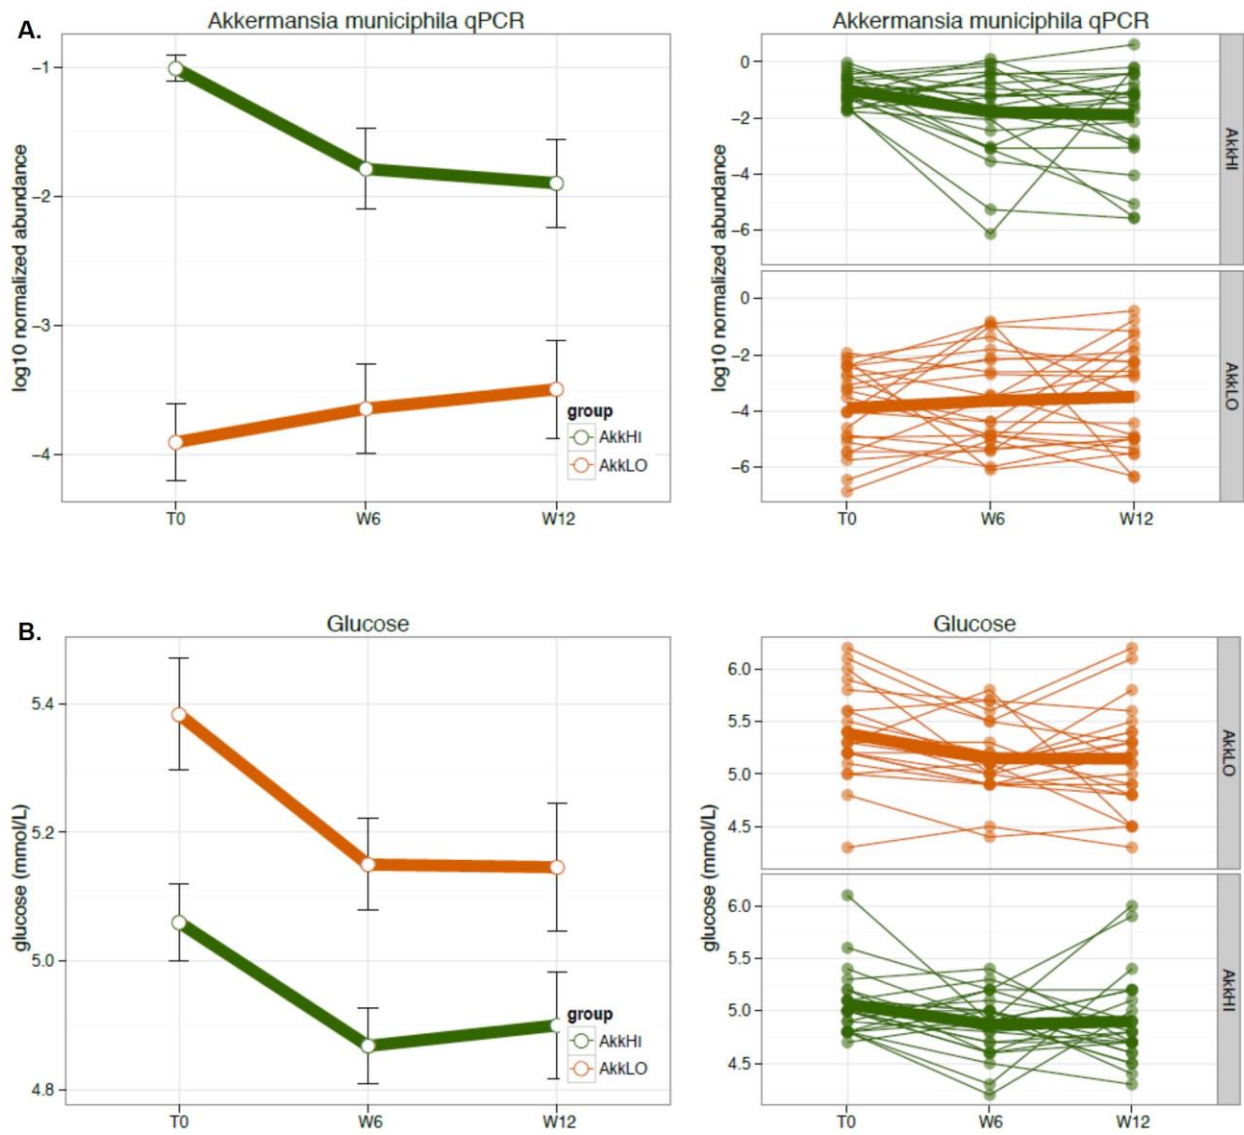 A.
Akkermansia municiphila qPCR
log10 normalized abundance
−1
−2
−3
−4
T0
W6
W12
group
AkkHI
AkkLO
Akkermansia municiphila qPCR
log10 normalized abundance
0
−2
−4
−6
AkkHI
0
−2
−4
−6
AkkLO
T0
W6
W12
B.
Glucose
glucose (mmol/L)
5.4
5.2
5.0
4.8
T0
W6
W12
group
AkkHI
AkkLO
Glucose
glucose (mmol/L)
6.0
5.5
5.0
4.5
AkkLO
6.0
5.5
5.0
4.5
AkkHI
T0
W6
W12